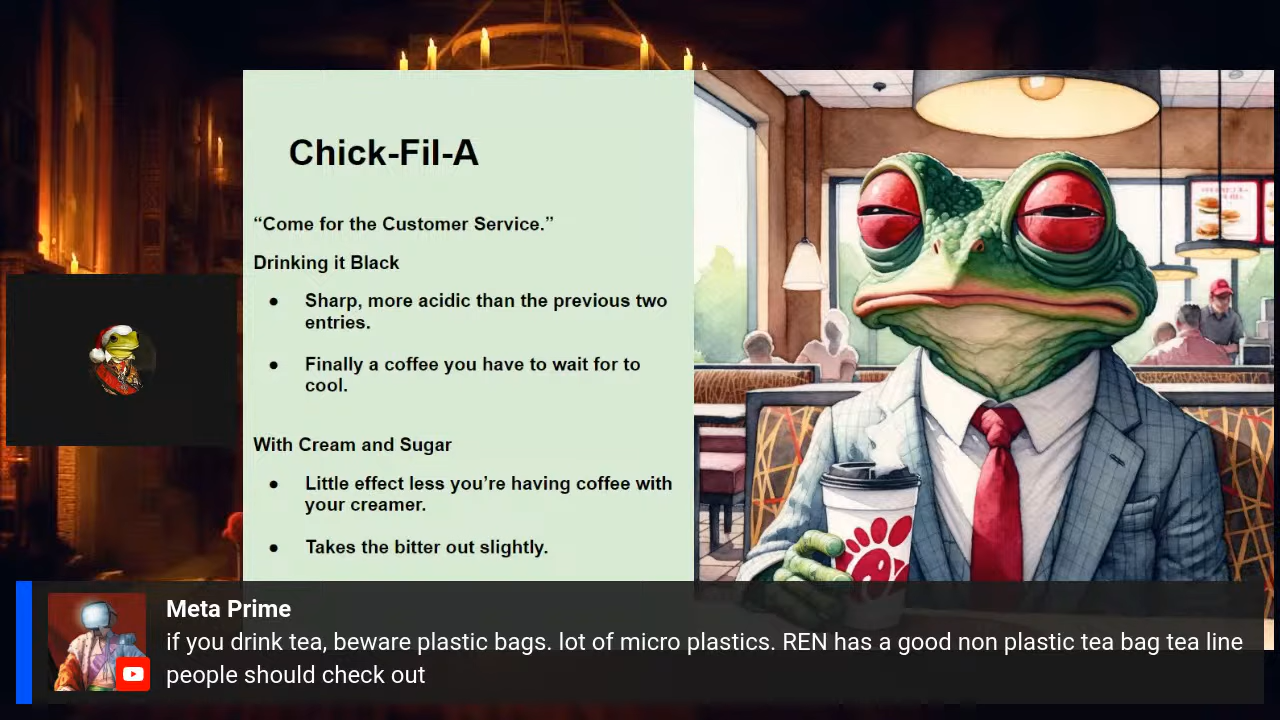 Chick-Fil-A
“Come for the Customer Service.”
Drinking it Black
● Sharp, more acidic than the previous two
entries.
● Finally a coffee you have to wait for to
cool.
With Cream and Sugar
● Little effect less you’re having coffee with
your creamer.
● Takes the bitter out slightly.
Meta Prime
if you drink tea, beware plastic bags. lot of micro plastics. REN has a good non plastic tea bag tea line
people should check out